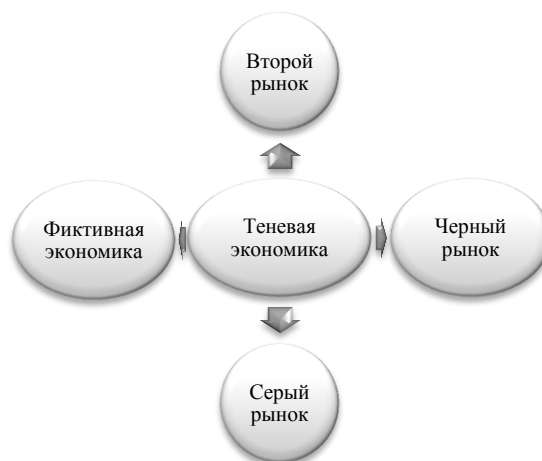 Второй
рынок
Фиктивная
экономика
Теневая
экономика
Черный
рынок
Серый
рынок